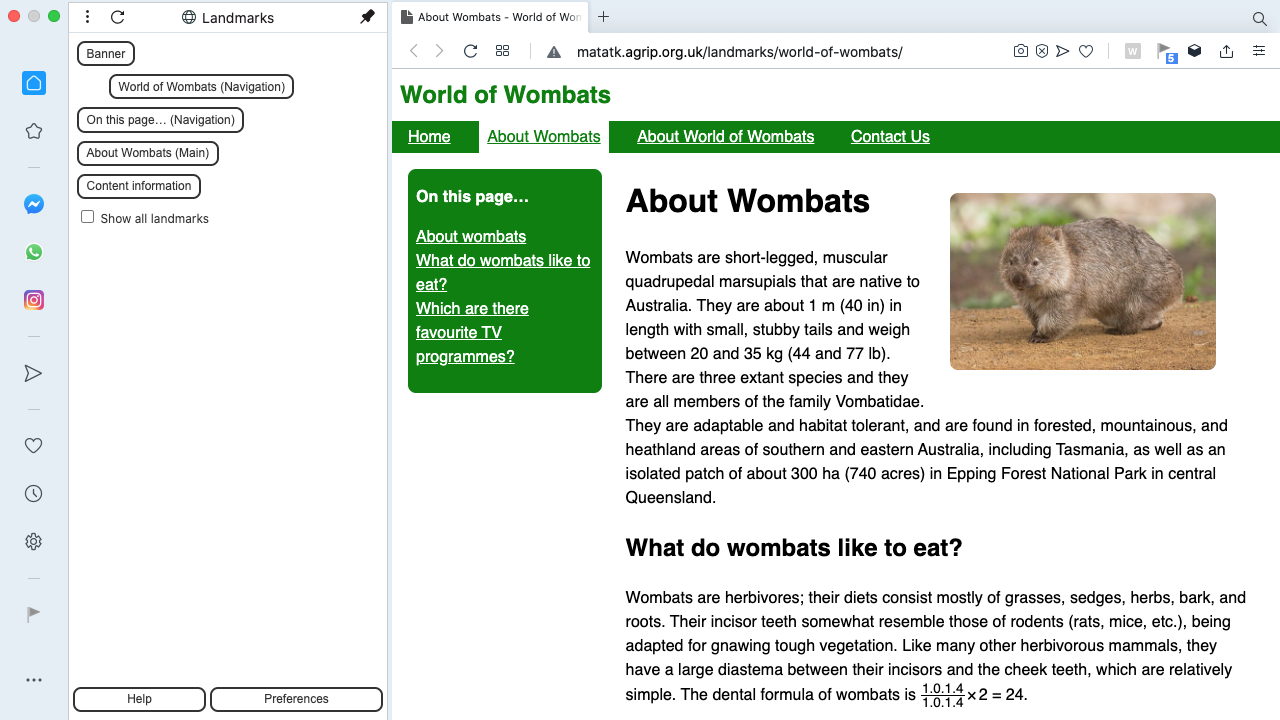 Landmarks
Banner
World of Wombats (Navigation)
On this page… (Navigation)
About Wombats (Main)
Content information
Show all landmarks
Help
Preferences
About Wombats - World of Wom
matatk.agrip.org.uk/landmarks/world-of-wombats/
W
5
World of Wombats
Home
About Wombats
About World of Wombats
Contact Us
On this page…
About wombats
What do wombats like to
eat?
Which are there
favourite TV
programmes?
About Wombats
Wombats are short-legged, muscular
quadrupedal marsupials that are native to
Australia. They are about 1 m (40 in) in
length with small, stubby tails and weigh
between 20 and 35 kg (44 and 77 lb).
There are three extant species and they
are all members of the family Vombatidae.
They are adaptable and habitat tolerant, and are found in forested, mountainous, and
heathland areas of southern and eastern Australia, including Tasmania, as well as an
isolated patch of about 300 ha (740 acres) in Epping Forest National Park in central
Queensland.
What do wombats like to eat?
Wombats are herbivores; their diets consist mostly of grasses, sedges, herbs, bark, and
roots. Their incisor teeth somewhat resemble those of rodents (rats, mice, etc.), being
adapted for gnawing tough vegetation. Like many other herbivorous mammals, they
have a large diastema between their incisors and the cheek teeth, which are relatively
simple. The dental formula of wombats is 1.0.1.4/1.0.1.4 × 2 = 24.